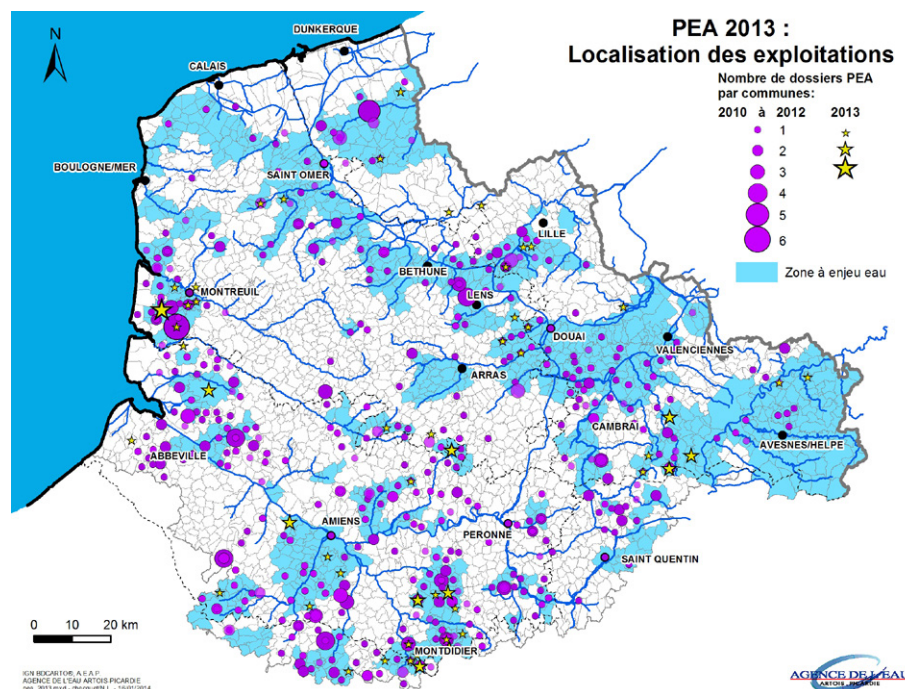 PEA 2013 :
Localisation des exploitations
Nombre de dossiers PEA
par communes:
2010 à 2012 2013
1
2
3
4
5
6
Zone à enjeu eau
N
DUNKERQUE
CALAIS
BOULOGNE/MER
SAINT OMER
LILLE
BETHUNE
LENS
MONTREUIL
DOUAI
VALENCIENNES
ARRAS
CAMBRAI
AVESNES/HELPE
ABBEVILLE
AMIENS
PERONNE
SAINT QUENTIN
MONTDIDIER
0 10 20 km
AGENCE DE L'EAU ARTOIS PICARDIE
AGENCE DE L'EAU
ARTOIS - PICARDIE